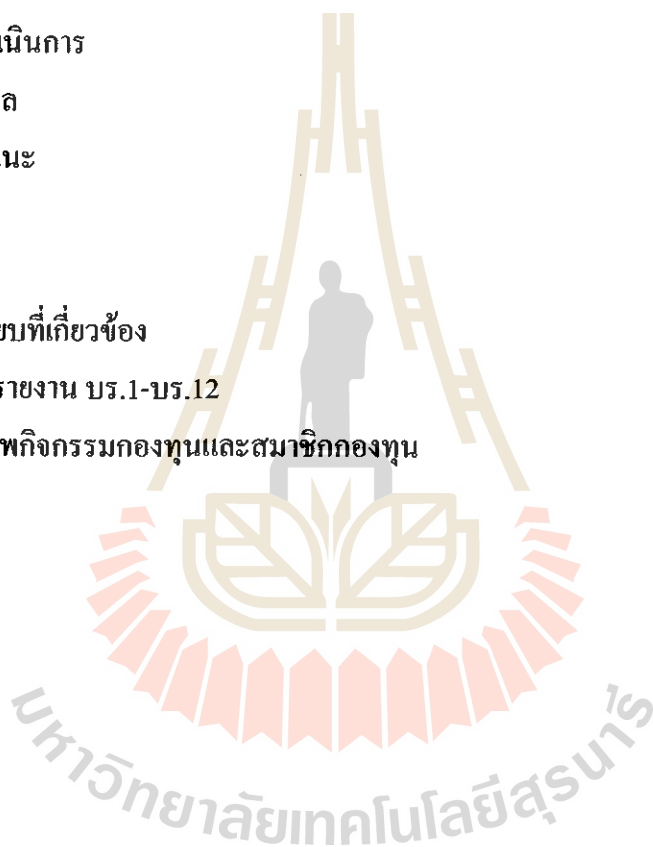 เนินการ
ล
นะ
ยบที่เกี่ยวข้อง
รายงาน บร.1-บร.12
พกิจกรรมกองทุนและสมาชิกกองทุน
มหาวิทยาลัยเทคโนโลยีสุรนารี